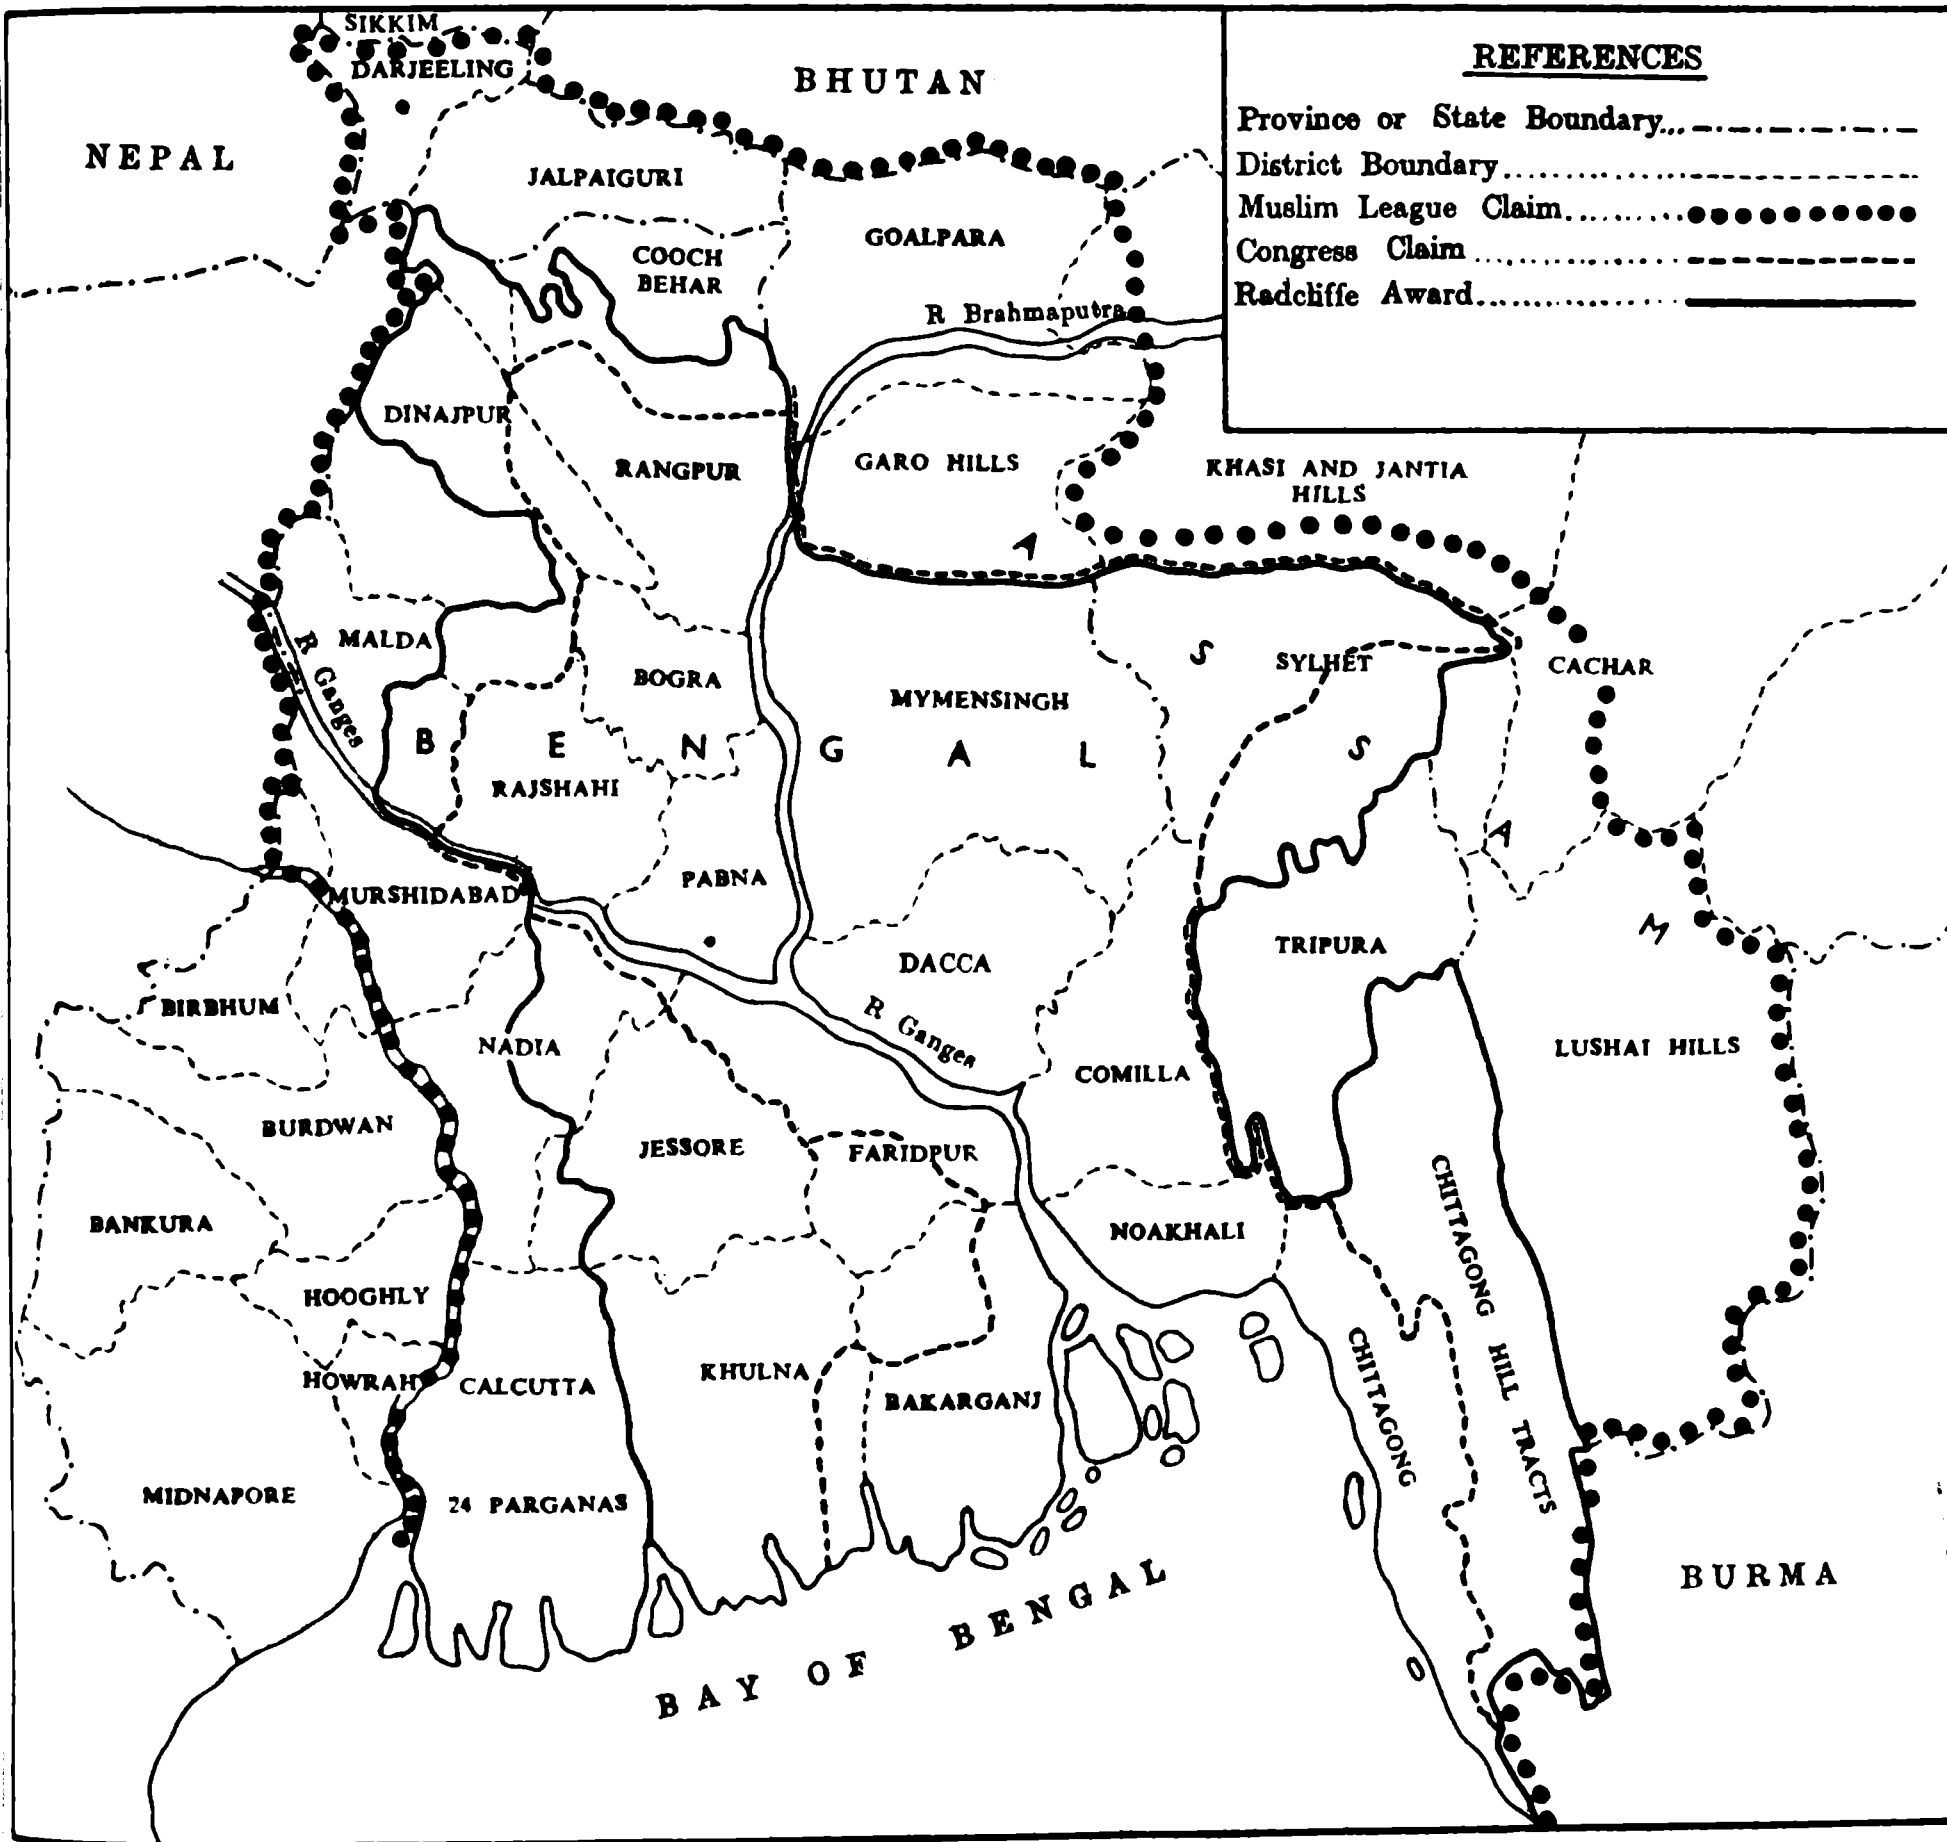 SIKKIM
DARJEELING
BHUTAN
NEPAL
JALPAIGURI
COOCH
BEHAR
GOALPARA
R Brahmaputra
REFERENCES
Province or State Boundary
District Boundary
Muslim League Claim
Congress Claim
Radcliffe Award
DINAJPUR
RANGPUR
GARO HILLS
KHASI AND JANTIA
HILLS
MALDA
R Ganges
BOGRA
MYMENSINGH
SYLHET
CACHAR
BENGAL
ASSAM
RAJSHAHI
PABNA
MURSHIDABAD
DACCA
TRIPURA
BIRBHUM
NADIA
R Ganges
COMILLA
LUSHAI HILLS
BURDWAN
JESSORE
FARIDPUR
BANKURA
NOAKHALI
HOOGHLY
HOWRAH
CALCUTTA
KHULNA
BAKARGANJ
CHITTAGONG
CHITTAGONG HILL TRACTS
MIDNAPORE
24 PARGANAS
BURMA
BAY OF BENGAL